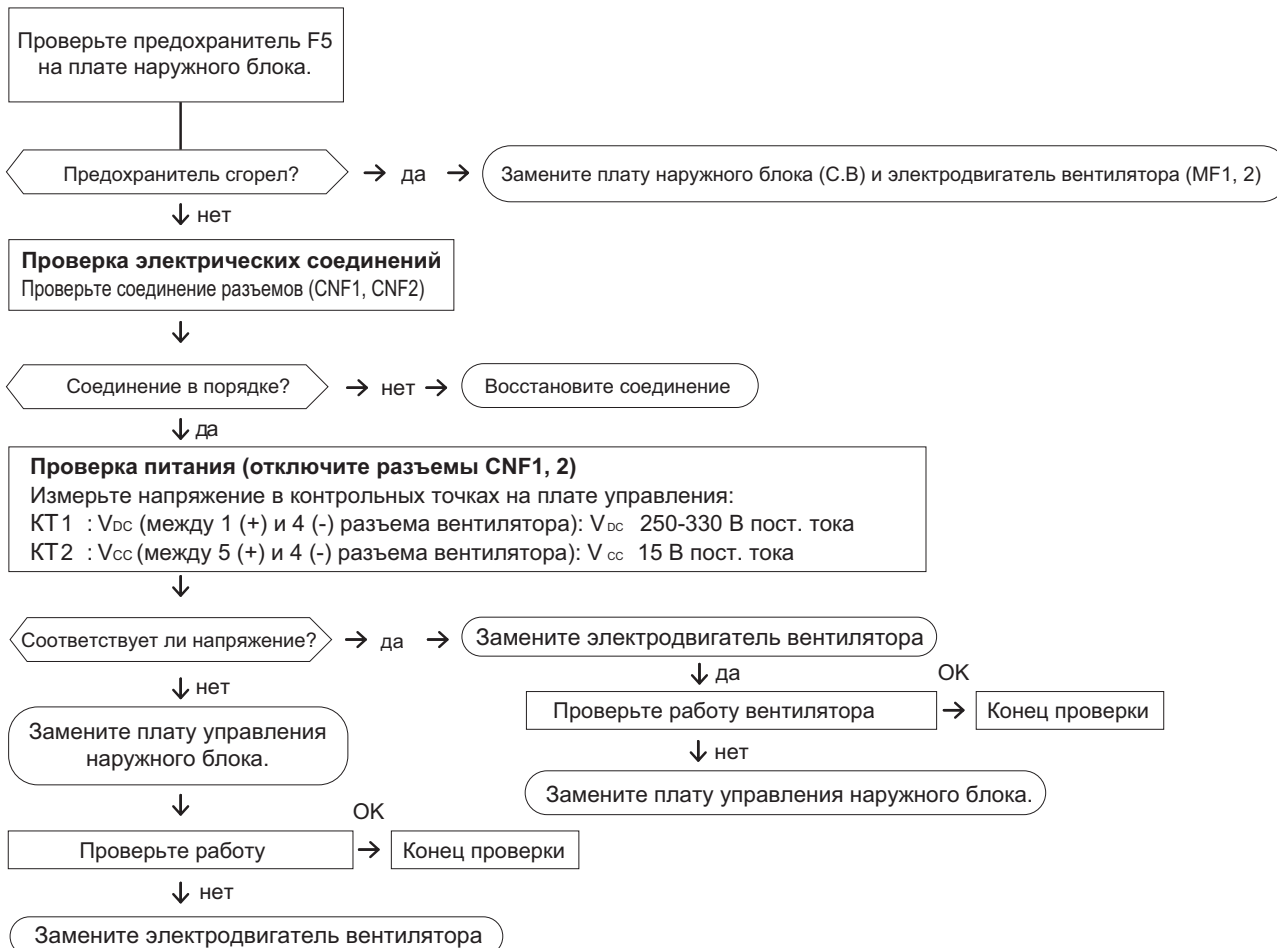 Проверьте предохранитель F5
на плате наружного блока.
Предохранитель сгорел?
да
Замените плату наружного блока (C.B) и электродвигатель вентилятора (MF1, 2)
нет
Проверка электрических соединений
Проверьте соединение разъемов (CNF1, CNF2)
Соединение в порядке?
нет
Восстановите соединение
да
Проверка питания (отключите разъемы CNF1, 2)
Измерьте напряжение в контрольных точках на плате управления:
КТ1 : VDC (между 1 (+) и 4 (-) разъема вентилятора): VDC 250-330 В пост. тока
КТ2 : VCC (между 5 (+) и 4 (-) разъема вентилятора): Vcc 15 В пост. тока
Соответствует ли напряжение?
да
Замените электродвигатель вентилятора
да
OK
Проверьте работу вентилятора
Конец проверки
нет
Замените плату управления наружного блока.
нет
Замените плату управления
наружного блока.
OK
Проверьте работу
Конец проверки
нет
Замените электродвигатель вентилятора